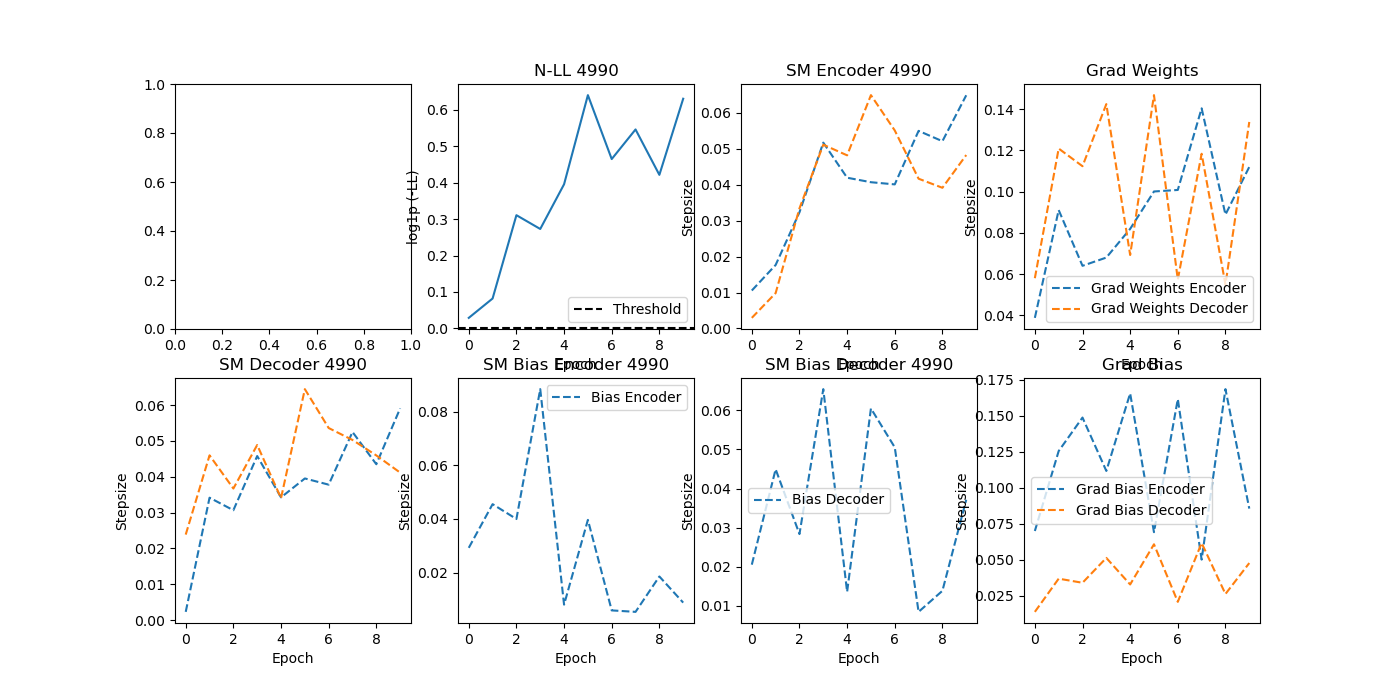 N-LL 4990
SM Encoder 4990
Grad Weights
1.0
0.8
0.6
0.4
0.2
0.0
0.0 0.2 0.4 0.6 0.8 1.0
log1p (-LL)
0.6
0.5
0.4
0.3
0.2
0.1
0.0
Threshold
0 2 4 6 8
Epoch
Stepsize
0.06
0.05
0.04
0.03
0.02
0.01
0.00
0 2 4 6 8
Epoch
Stepsize
0.14
0.12
0.10
0.08
0.06
0.04
Grad Weights Encoder
Grad Weights Decoder
0 2 4 6 8
Epoch
SM Decoder 4990
SM Bias Encoder 4990
SM Bias Decoder 4990
Grad Bias
Stepsize
0.06
0.05
0.04
0.03
0.02
0.01
0.00
0 2 4 6 8
Epoch
Stepsize
0.08
0.06
0.04
0.02
Bias Encoder
0 2 4 6 8
Epoch
Stepsize
0.06
0.05
0.04
0.03
0.02
0.01
Bias Decoder
0 2 4 6 8
Epoch
Stepsize
0.175
0.150
0.125
0.100
0.075
0.050
0.025
Grad Bias Encoder
Grad Bias Decoder
0 2 4 6 8
Epoch